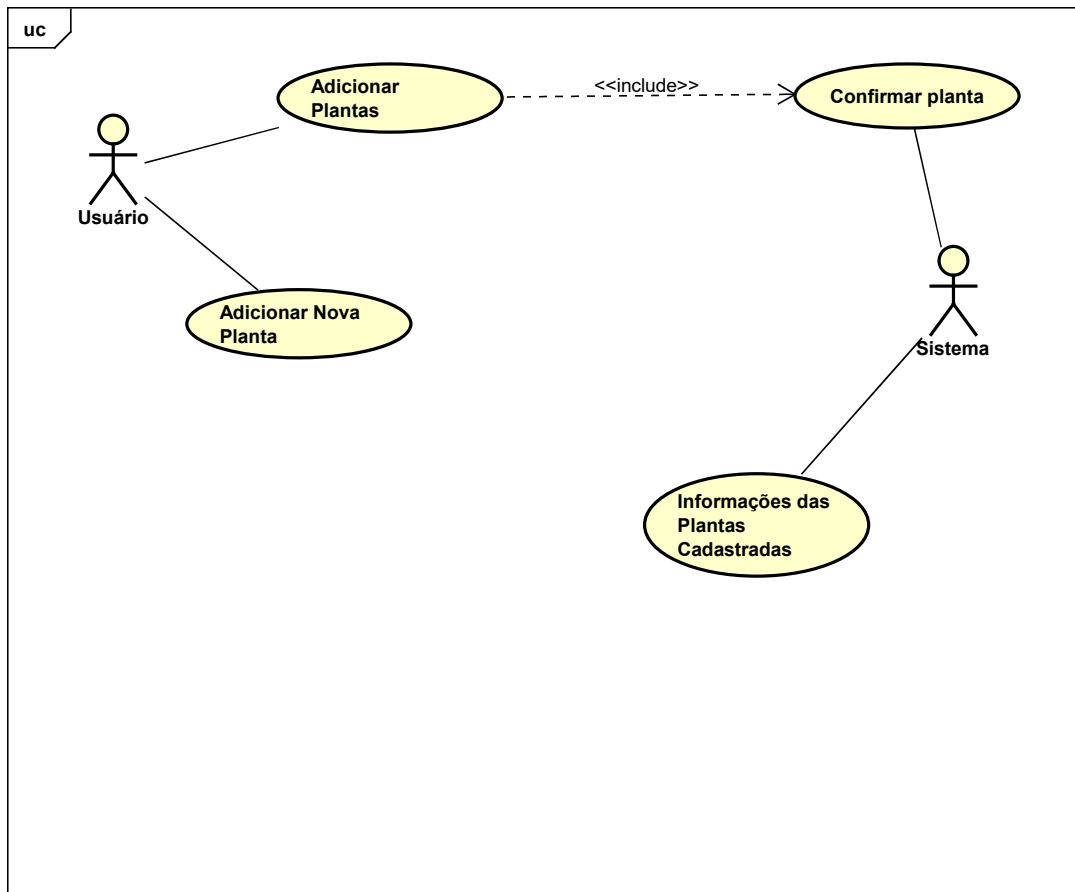 uc
Adicionar
Plantas
<<include>>
Confirmar planta
Usuário
Adicionar Nova
Planta
Sistema
Informações das
Plantas
Cadastradas